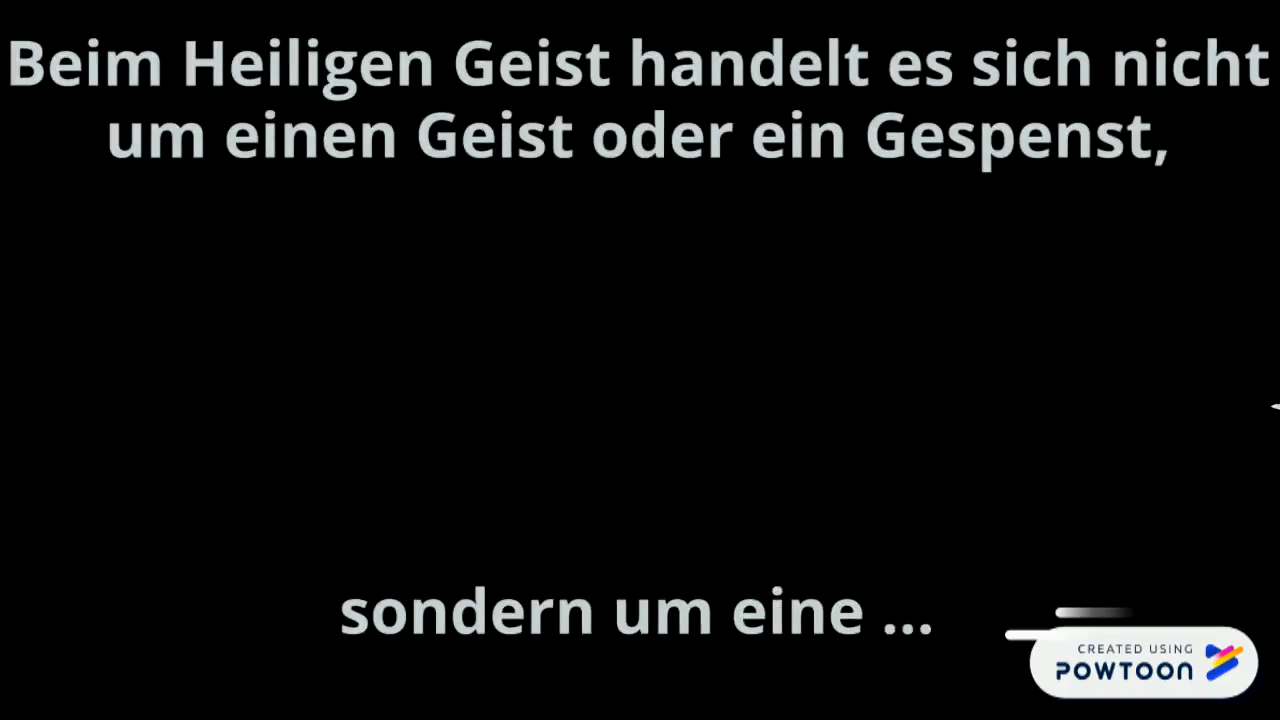 Beim Heiligen Geist handelt es sich nicht
um einen Geist oder ein Gespenst,
sondern um eine ...
CREATED USING
POWTOON